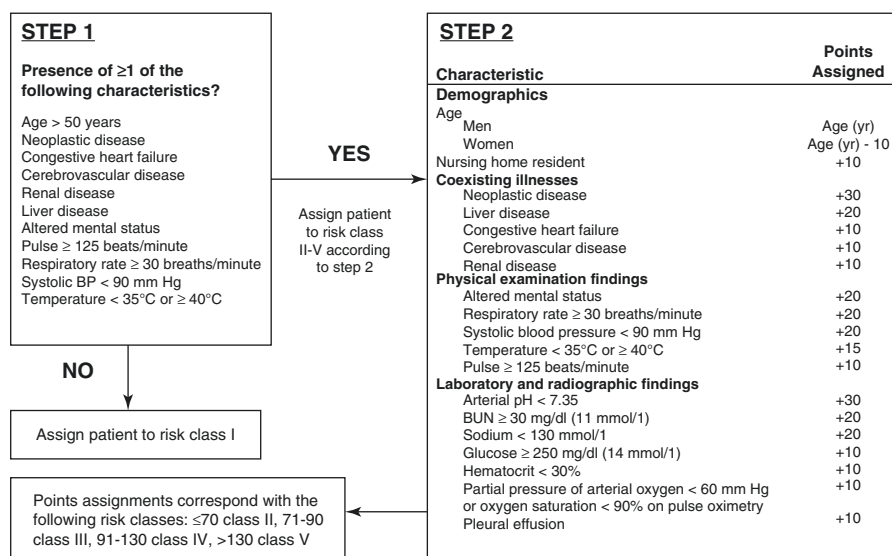 STEP 1
Presence of ≥1 of the
following characteristics?
Age > 50 years
Neoplastic disease
Congestive heart failure
Cerebrovascular disease
Renal disease
Liver disease
Altered mental status
Pulse ≥ 125 beats/minute
Respiratory rate ≥ 30 breaths/minute
Systolic BP < 90 mm Hg
Temperature < 35°C or ≥ 40°C
NO
Assign patient to risk class I
YES
Assign patient
to risk class
II-V according
to step 2
STEP 2
Characteristic Points
Assigned
Demographics
Age
Men Age (yr)
Women Age (yr) - 10
Nursing home resident +10
Coexisting illnesses
Neoplastic disease +30
Liver disease +20
Congestive heart failure +10
Cerebrovascular disease +10
Renal disease +10
Physical examination findings
Altered mental status +20
Respiratory rate ≥ 30 breaths/minute +20
Systolic blood pressure < 90 mm Hg +20
Temperature < 35°C or ≥ 40°C +15
Pulse ≥ 125 beats/minute +10
Laboratory and radiographic findings
Arterial pH < 7.35 +30
BUN ≥ 30 mg/dl (11 mmol/1) +20
Sodium < 130 mmol/1 +20
Glucose ≥ 250 mg/dl (14 mmol/1) +10
Hematocrit < 30% +10
Partial pressure of arterial oxygen < 60 mm Hg +10
or oxygen saturation < 90% on pulse oximetry
Pleural effusion +10
Points assignments correspond with the
following risk classes: ≤70 class II, 71-90
class III, 91-130 class IV, >130 class V